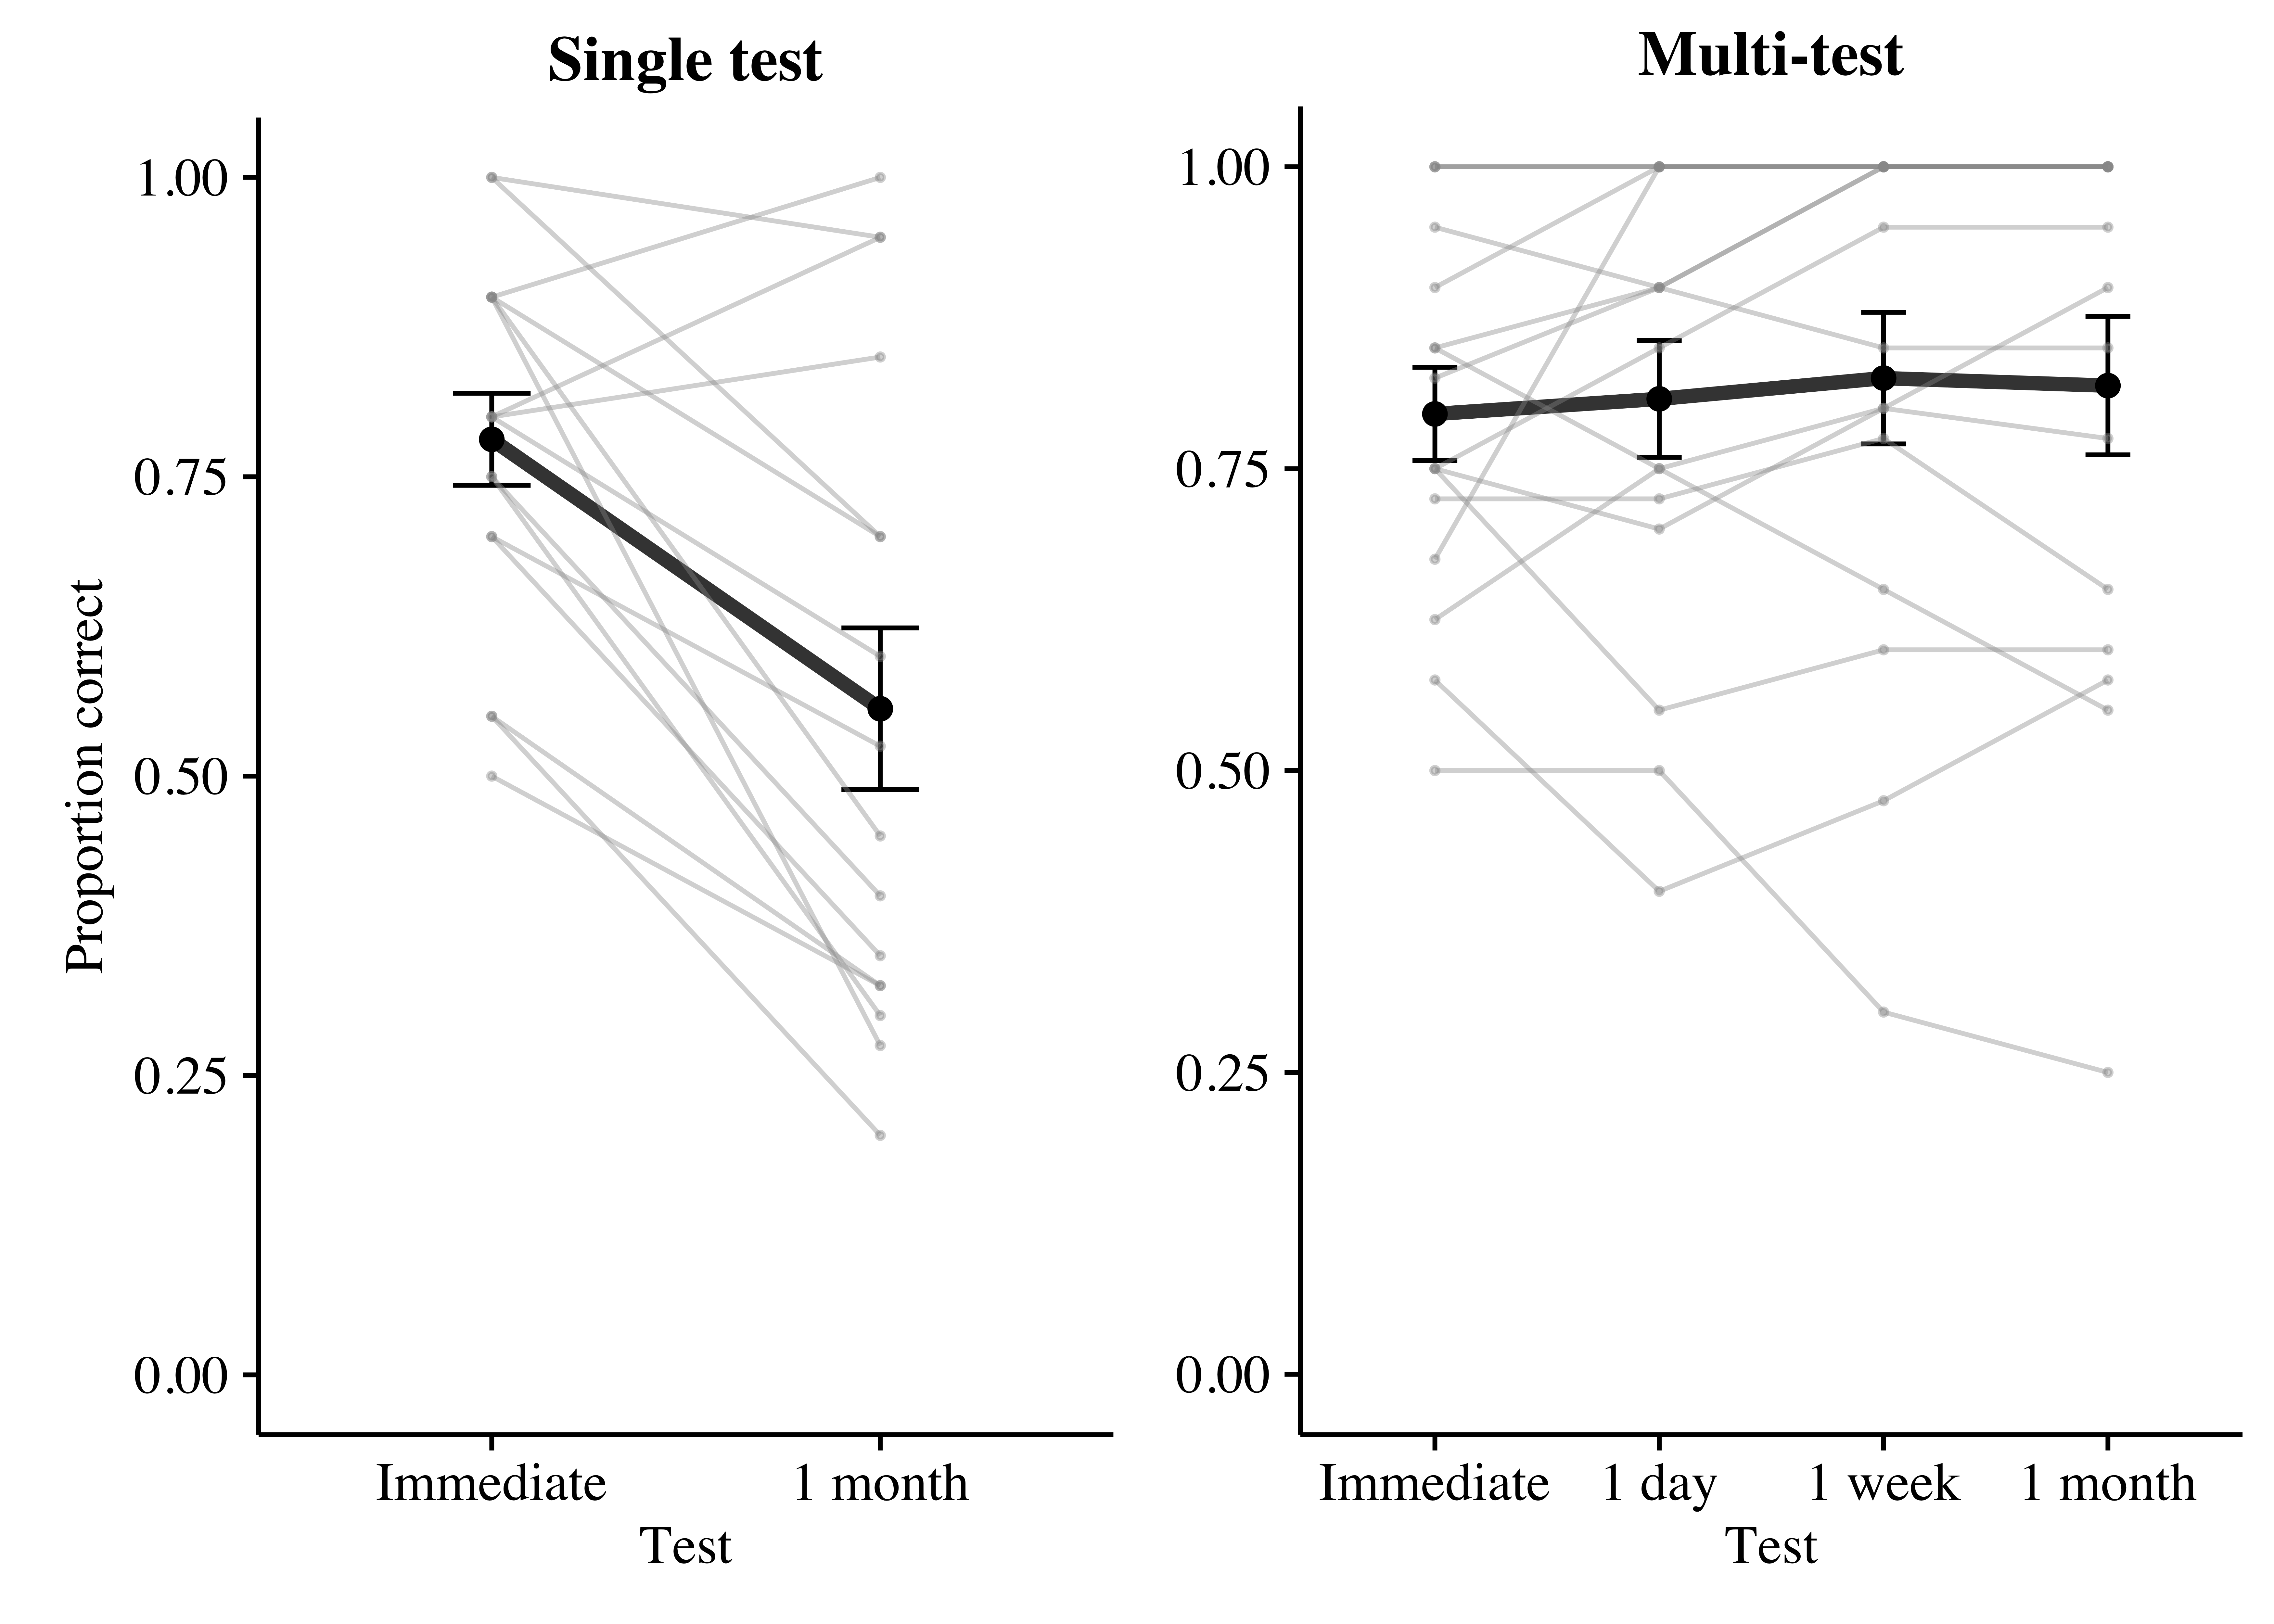 Single test
Proportion correct
1.00
0.75
0.50
0.25
0.00
Immediate 1 month
Test
Multi-test
1.00
0.75
0.50
0.25
0.00
Immediate 1 day 1 week 1 month
Test